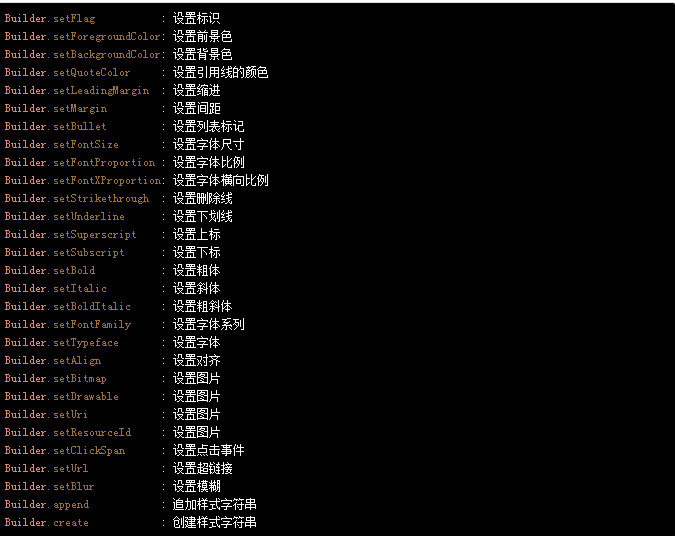 Builder.setFlag : 设置标识
Builder.setForegroundColor: 设置前景色
Builder.setBackgroundColor: 设置背景色
Builder.setQuoteColor : 设置引用线的颜色
Builder.setLeadingMargin : 设置缩进
Builder.setMargin : 设置间距
Builder.setBullet : 设置列表标记
Builder.setFontSize : 设置字体尺寸
Builder.setFontProportion : 设置字体比例
Builder.setFontXProportion: 设置字体横向比例
Builder.setStrikethrough : 设置删除线
Builder.setUnderline : 设置下划线
Builder.setSuperscript : 设置上标
Builder.setSubscript : 设置下标
Builder.setBold : 设置粗体
Builder.setItalic : 设置斜体
Builder.setBoldItalic : 设置粗斜体
Builder.setFontFamily : 设置字体系列
Builder.setTypeface : 设置字体
Builder.setAlign : 设置对齐
Builder.setBitmap : 设置图片
Builder.setDrawable : 设置图片
Builder.setUri : 设置图片
Builder.setResourceId : 设置图片
Builder.setClickSpan : 设置点击事件
Builder.setUrl : 设置超链接
Builder.setBlur : 设置模糊
Builder.append : 追加样式字符串
Builder.create : 创建样式字符串